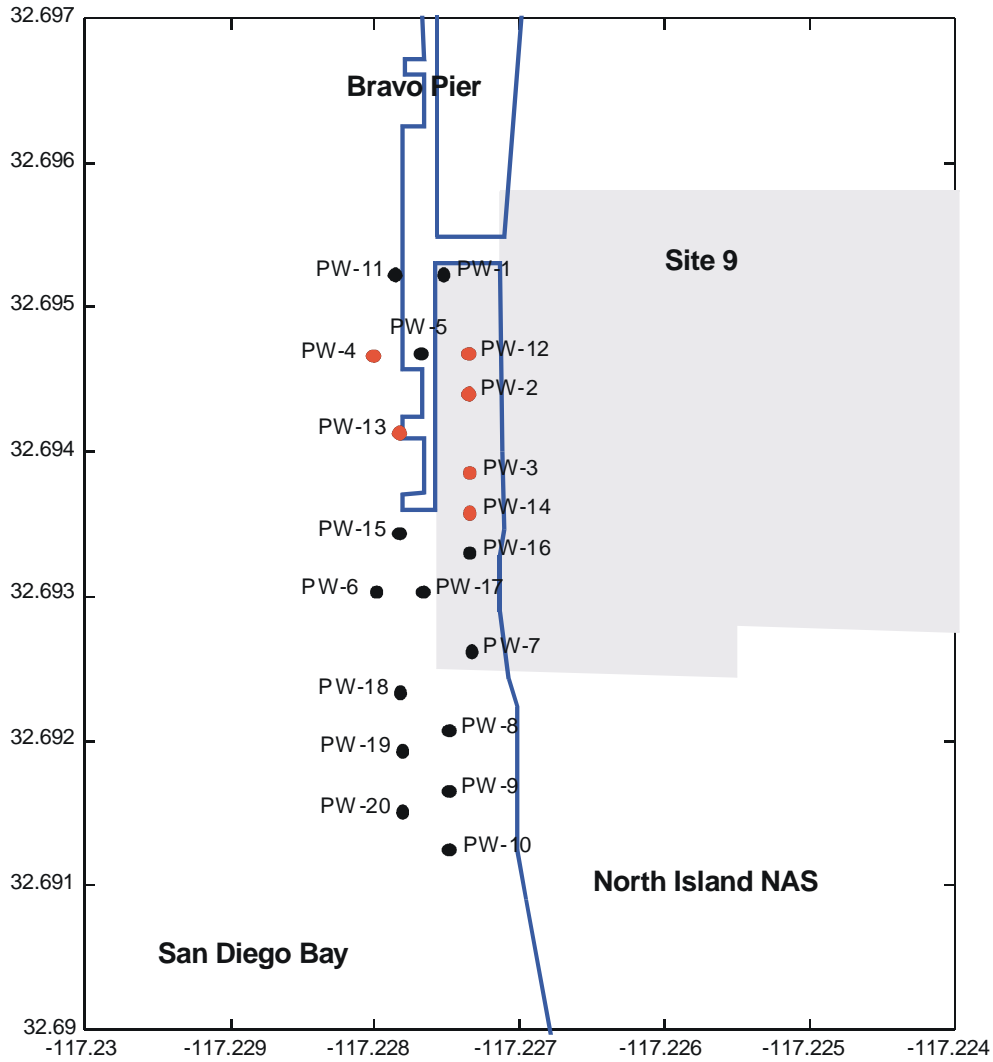 32.697
Bravo Pier
32.696
Site 9
PW-11
PW-1
32.695
PW-5
PW-4
PW-12
PW-2
PW-13
32.694
PW-3
PW-14
PW-15
PW-16
PW-6
PW-17
32.693
PW-7
PW-18
PW-8
32.692
PW-19
PW-9
PW-20
PW-10
32.691
North Island NAS
San Diego Bay
32.69
-117.23
-117.229
-117.228
-117.227
-117.226
-117.225
-117.224